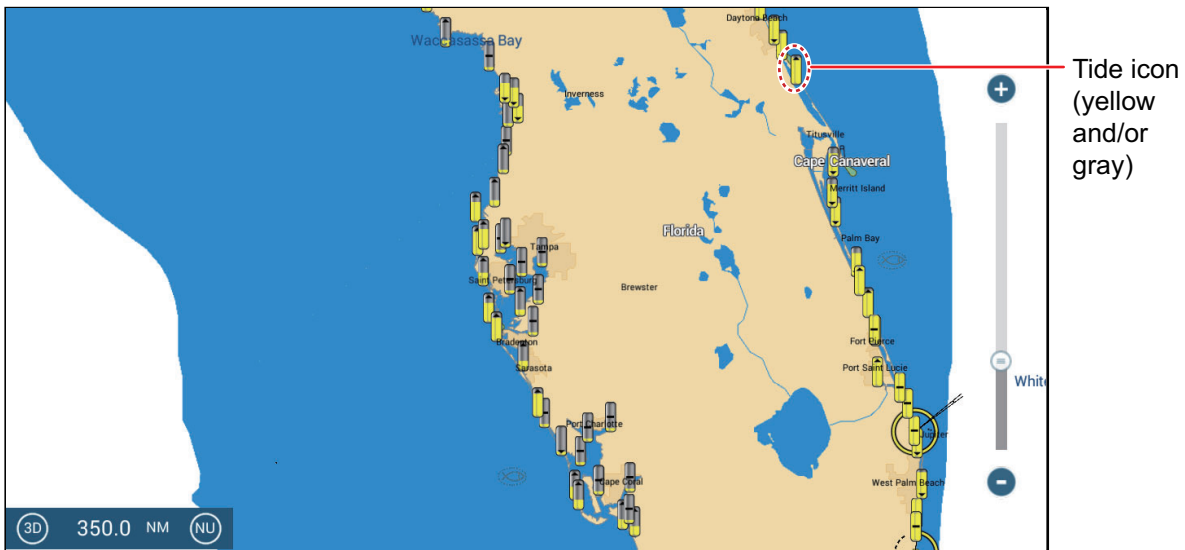 Daytona Beach
Waccasassa Bay
Tide icon
(yellow
and/or
gray)
Inverness
Titusville
Cape Canaveral
Merritt Island
Florida
Palm Bay
Tampa
Saint Petersburg
Brewster
Bradenton
Fort Pierce
Sarasota
Port Saint Lucie
White
Port Charlotte
Jupiter
Cape Coral
West Palm Beach
3D 350.0 NM NU